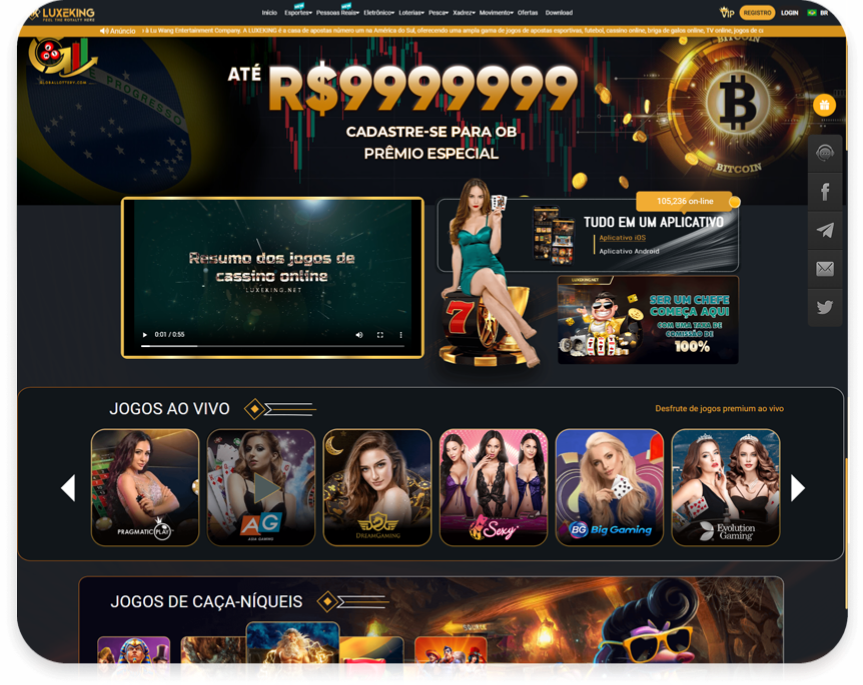 LUXEKING
FEEL THE ROYALTY HERE
Início Esportes Pessoas Reais Eletrônico Loterias Pesca Xadrez Movimento Ofertas Download
VIP REGISTRO LOGIN BR
Anúncio
& Lu Wang Entertainment Company. A LUXEKING é a casa de apostas número um na América do Sul, oferecendo uma ampla gama de jogos de apostas esportivas, futebol, cassino online, briga de galos online, TV online, jogos de
GLOBALLOTTERY.COM
E PROGRESSO
ATÉ R$9999999
CADASTRE-SE PARA OB
PRÊMIO ESPECIAL
BITCOIN
BITCOIN
105,236 on-line
TUDO EM UM APLICATIVO
Aplicativo iOS
Aplicativo Android
Resumo dos jogos de
cassino online
LUXEKING.NET
0:01 / 0:55
7
LUXEKING.NET
SER UM CHEFE
COMEÇA AQUI
COM UMA TAXA DE
COMISSÃO DE
100%
JOGOS AO VIVO
Desfrute de jogos premium ao vivo
PRAGMATIC PLAY
AG
ASIA GAMING
DREAMGAMING
Sexy
BG Big Gaming
Evolution
Gaming
JOGOS DE CAÇA-NÍQUEIS